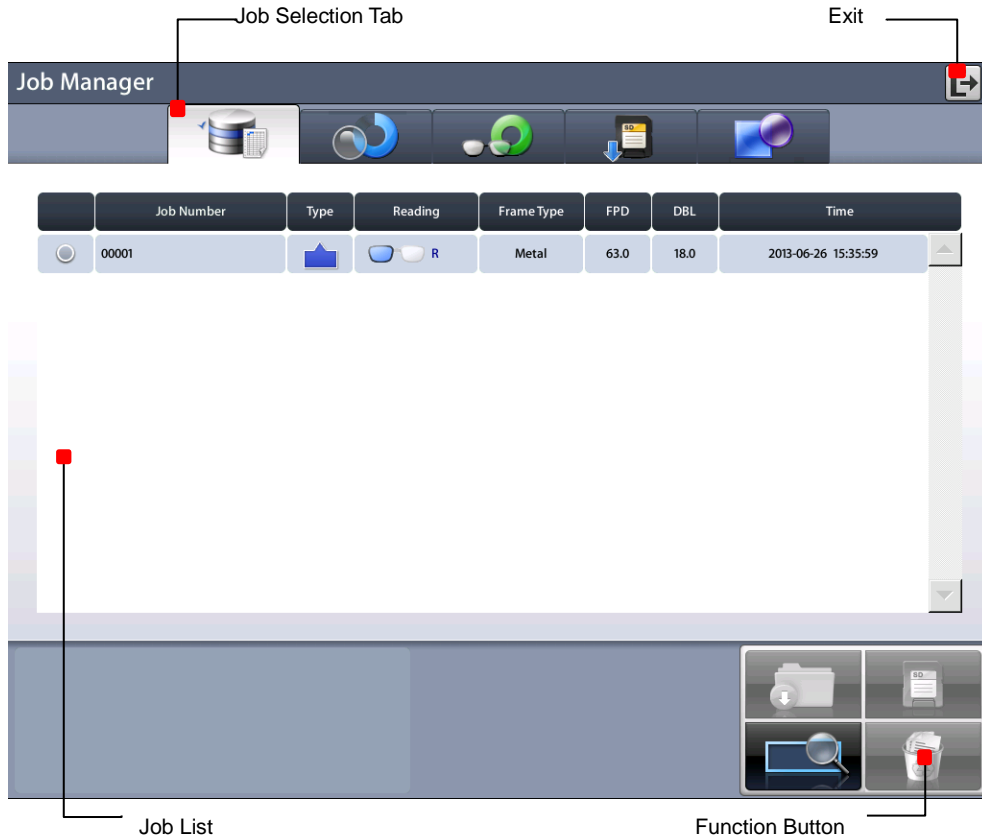 Job Selection Tab Exit
Job Manager
SD
Job Number Type Reading Frame Type FPD DBL Time
00001 R Metal 63.0 18.0 2013-06-26 15:35:59
SD
Job List Function Button